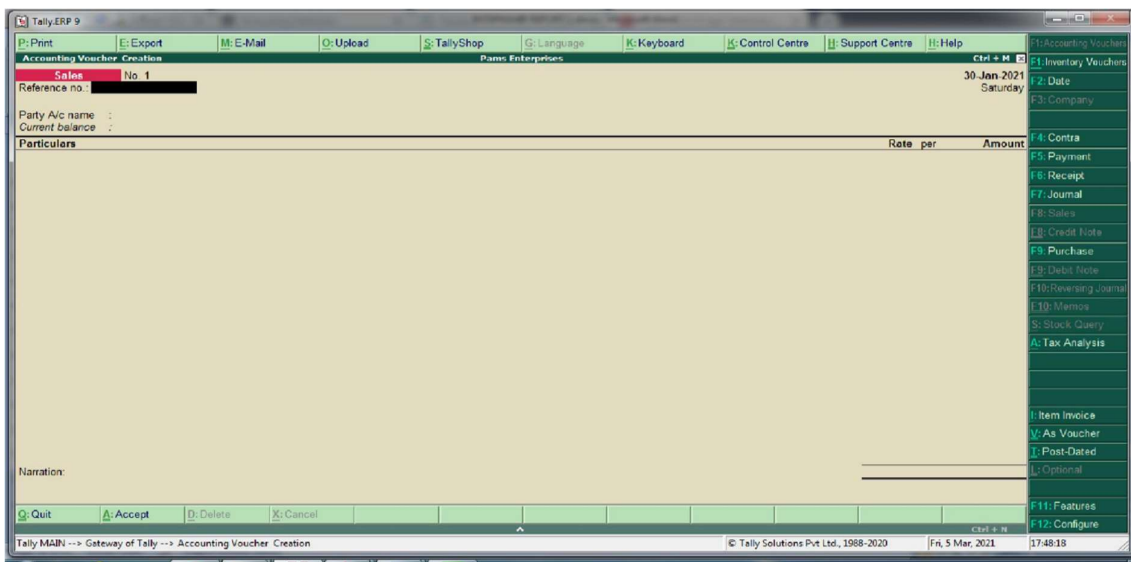 Tally.ERP 9
P: Print E: Export M: E-Mail O: Upload S: TallyShop G: Language K: Keyboard K: Control Centre H: Support Centre H: Help
F1: Accounting Vouchers
Accounting Voucher Creation Pams Enterprises Ctrl + M
F1: Inventory Vouchers
Sales No. 1 30-Jan-2021
F2: Date
Reference no.: Saturday
F3: Company
Party A/c name :
Current balance :
F4: Contra
Particulars Rate per Amount
F5: Payment
F6: Receipt
F7: Journal
F8: Sales
F8: Credit Note
F9: Purchase
F9: Debit Note
F10: Reversing Journal
F10: Memos
S: Stock Query
A: Tax Analysis
I: Item Invoice
V: As Voucher
T: Post-Dated
Narration:
L: Optional
F11: Features
Q: Quit A: Accept D: Delete X: Cancel
F12: Configure
Ctrl + N
Tally MAIN --> Gateway of Tally --> Accounting Voucher Creation © Tally Solutions Pvt Ltd., 1988-2020 Fri, 5 Mar, 2021 17:48:18